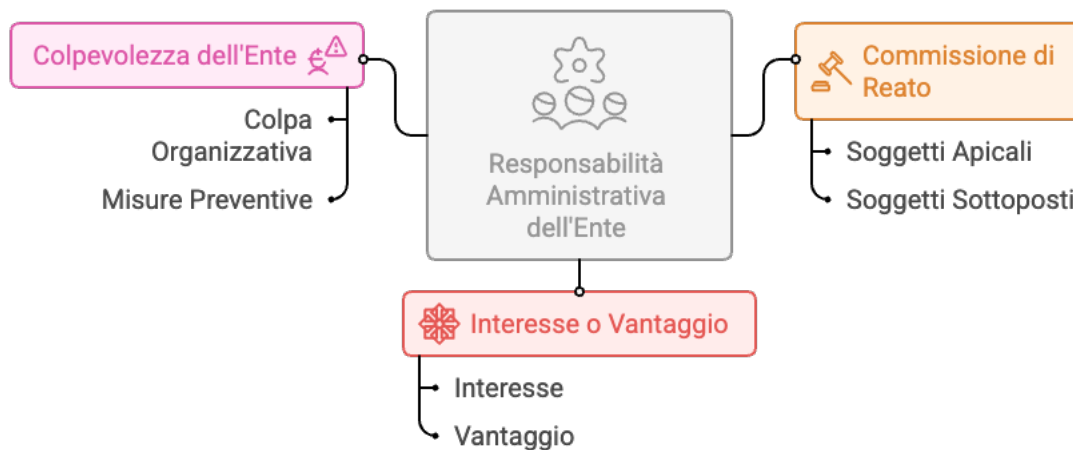 Colpevolezza dell'Ente
Colpa
Organizzativa
Misure Preventive
Responsabilità
Amministrativa
dell'Ente
Commissione di
Reato
Soggetti Apicali
Soggetti Sottoposti
Interesse o Vantaggio
Interesse
Vantaggio